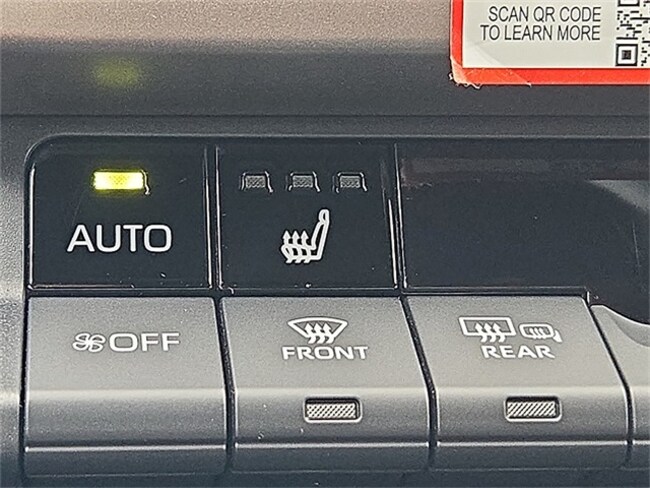 SCAN QR CODE
TO LEARN MORE
AUTO
OFF
FRONT
REAR